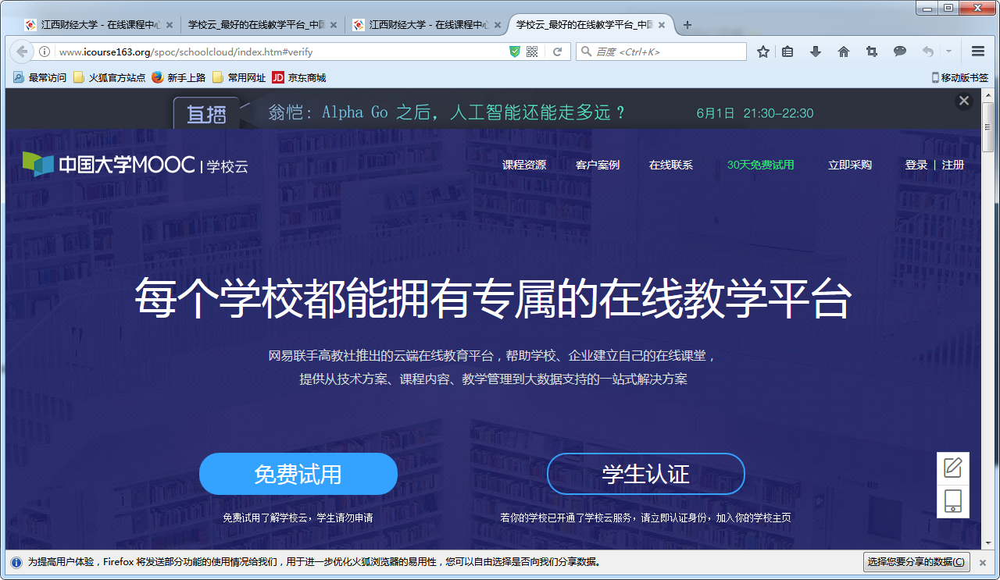 江西财经大学 - 在线课程中心
学校云_最好的在线教学平台_中国
江西财经大学 - 在线课程中心
学校云_最好的在线教学平台_中国
www.icourse163.org/spoc/schoolcloud/index.htm#verify
百度 <Ctrl+K>
最常访问
火狐官方站点
新手上路
常用网址
JD 京东商城
移动版书签
直播
翁恺：Alpha Go 之后，人工智能还能走多远？
6月1日 21:30-22:30
中国大学MOOC | 学校云
课程资源
客户案例
在线联系
30天免费试用
立即采购
登录 | 注册
每个学校都能拥有专属的在线教学平台
网易联手高教社推出的云端在线教育平台，帮助学校、企业建立自己的在线课堂，
提供从技术方案、课程内容、教学管理到大数据支持的一站式解决方案
免费试用
学生认证
免费试用了解学校云，学生请勿申请
若你的学校已开通了学校云服务，请立即认证身份，加入你的学校主页
为提高用户体验，Firefox 将发送部分功能的使用情况给我们，用于进一步优化火狐浏览器的易用性，您可以自由选择是否向我们分享数据。
选择您要分享的数据(C)